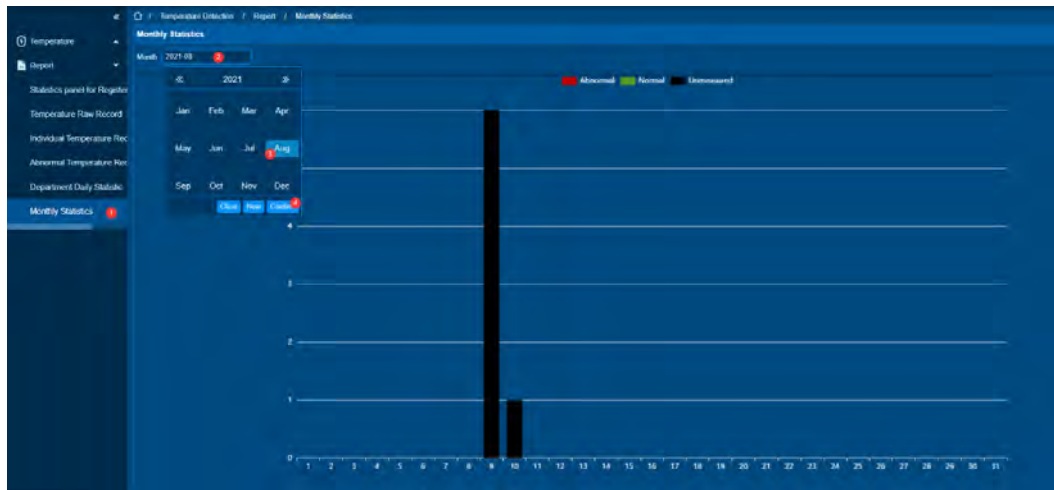 «
/ Temperature Detection / Report / Monthly Statistics
Temperature
Monthly Statistics
Report
Month 2021-08 2
« 2021 »
Abnormal Normal Unmeasured
Statistics panel for Register
Jan Feb Mar Apr
Temperature Raw Record
Individual Temperature Rec
May Jun Jul Aug
3
Abnormal Temperature Rec
Department Daily Statistic
Sep Oct Nov Dec
Clear Now Confirm 4
Monthly Statistics 1
4
3
2
1
0
1 2 3 4 5 6 7 8 9 10 11 12 13 14 15 16 17 18 19 20 21 22 23 24 25 26 27 28 29 30 31